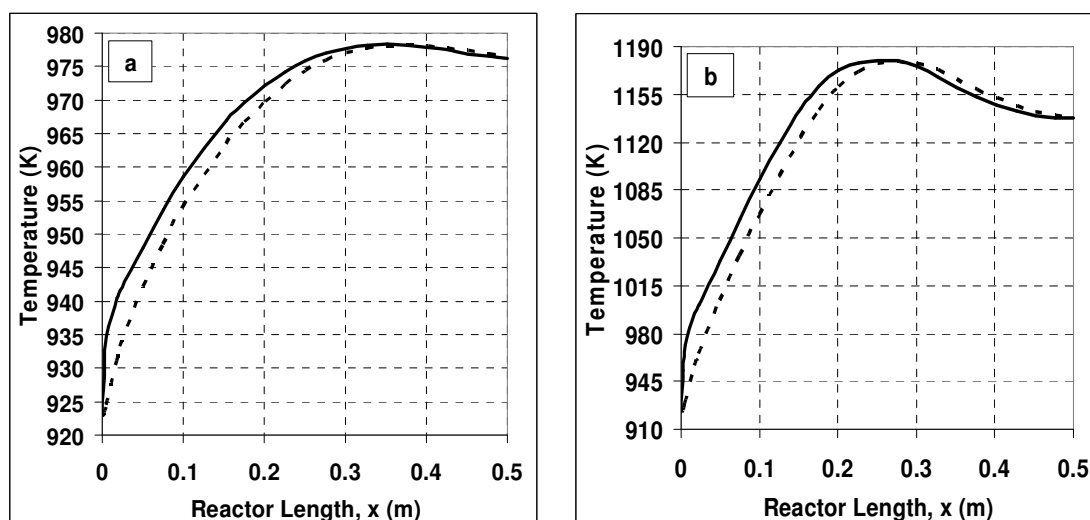 a
980
975
970
965
960
955
950
945
940
935
930
925
920
Temperature (K)
0 0.1 0.2 0.3 0.4 0.5
Reactor Length, x (m)
b
1190
1155
1120
1085
1050
1015
980
945
910
Temperature (K)
0 0.1 0.2 0.3 0.4 0.5
Reactor Length, x (m)